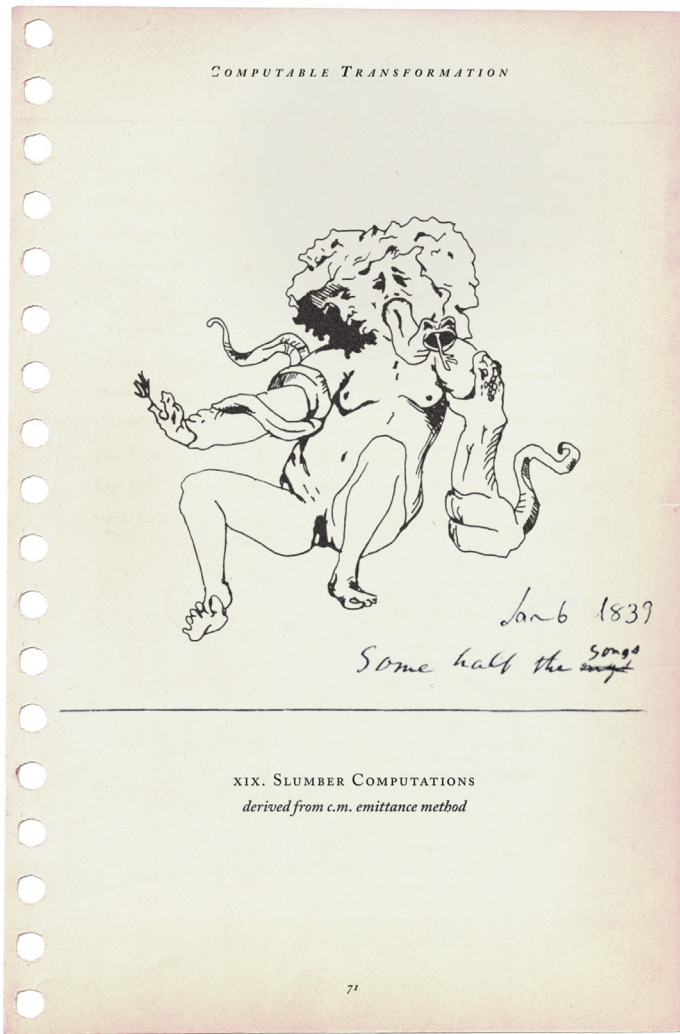 COMPUTABLE TRANSFORMATION
Jan 6 1839
Some half the songs
XIX. SLUMBER COMPUTATIONS
derived from c.m. emittance method
71